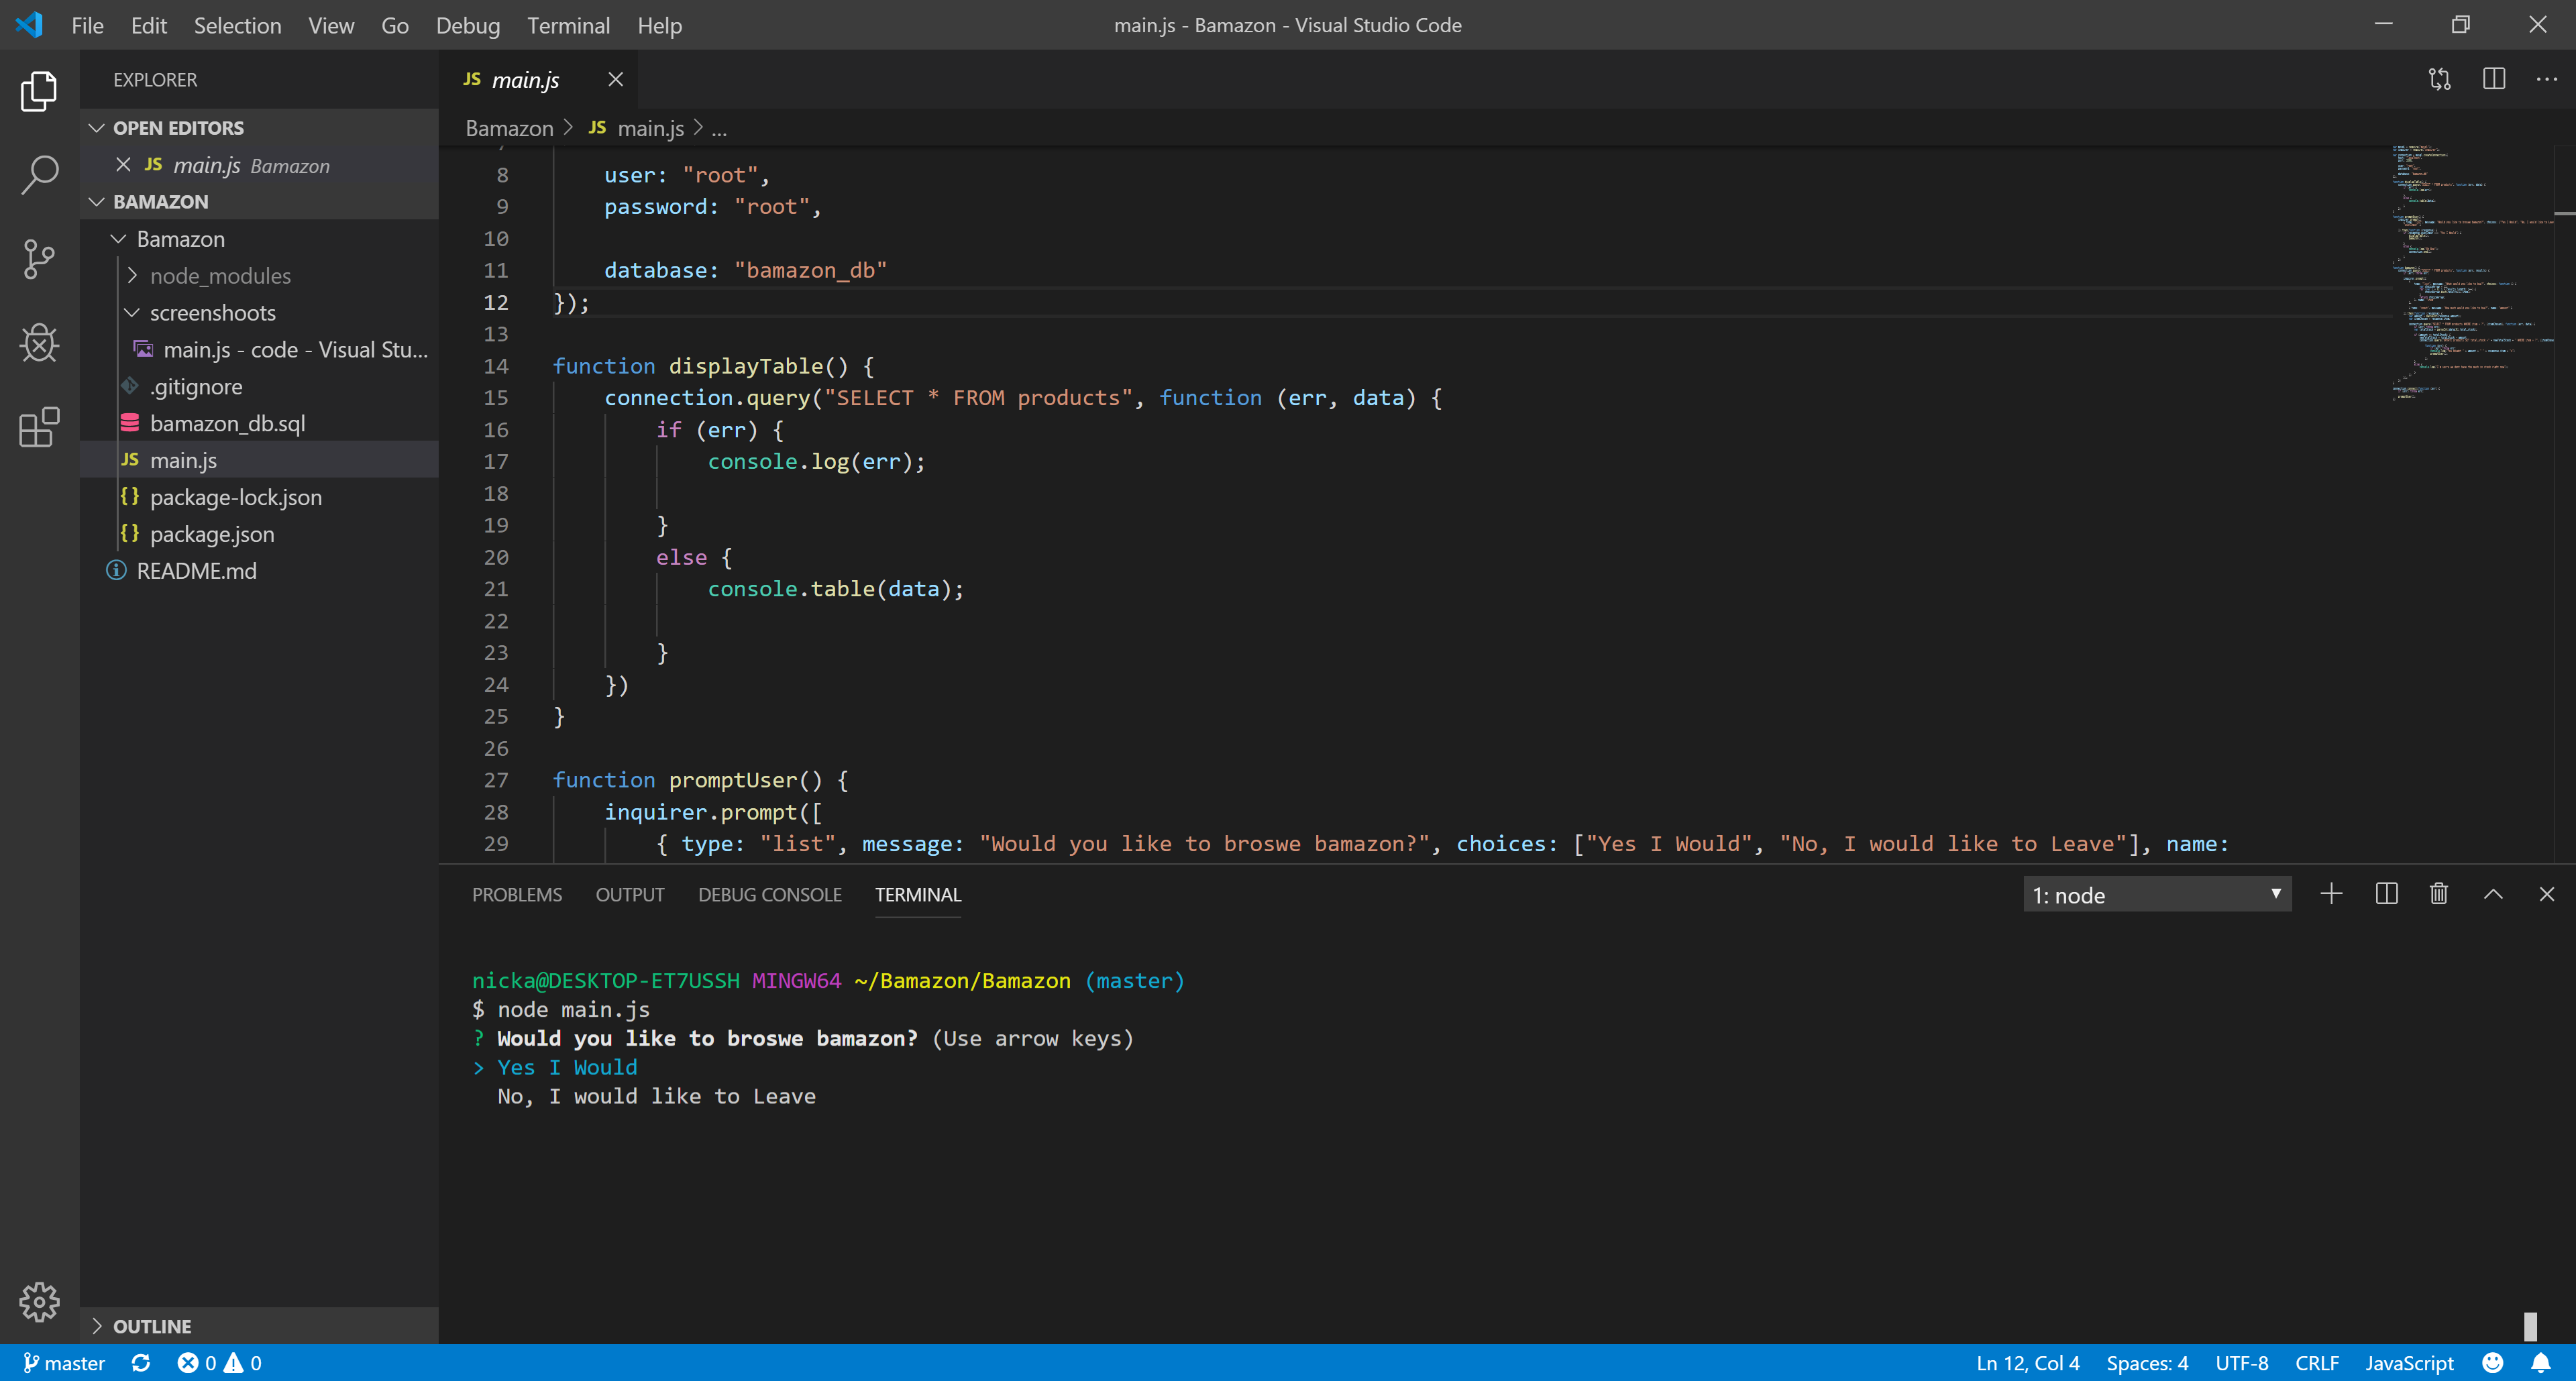 File Edit Selection View Go Debug Terminal Help
main.js - Bamazon - Visual Studio Code
EXPLORER
OPEN EDITORS
JS main.js Bamazon
BAMAZON
Bamazon
node_modules
screenshoots
main.js - code - Visual Stu...
.gitignore
bamazon_db.sql
JS main.js
{} package-lock.json
{} package.json
README.md
OUTLINE
JS main.js
Bamazon > JS main.js > ...
8 user: "root",
9 password: "root",
10
11 database: "bamazon_db"
12 });
13
14 function displayTable() {
15 connection.query("SELECT * FROM products", function (err, data) {
16 if (err) {
17 console.log(err);
18
19 }
20 else {
21 console.table(data);
22
23 }
24 })
25 }
26
27 function promptUser() {
28 inquirer.prompt([
29 { type: "list", message: "Would you like to broswe bamazon?", choices: ["Yes I Would", "No, I would like to Leave"], name:
PROBLEMS OUTPUT DEBUG CONSOLE TERMINAL
1: node
nicka@DESKTOP-ET7USSH MINGW64 ~/Bamazon/Bamazon (master)
$ node main.js
? Would you like to broswe bamazon? (Use arrow keys)
> Yes I Would
No, I would like to Leave
master 0 0
Ln 12, Col 4 Spaces: 4 UTF-8 CRLF JavaScript